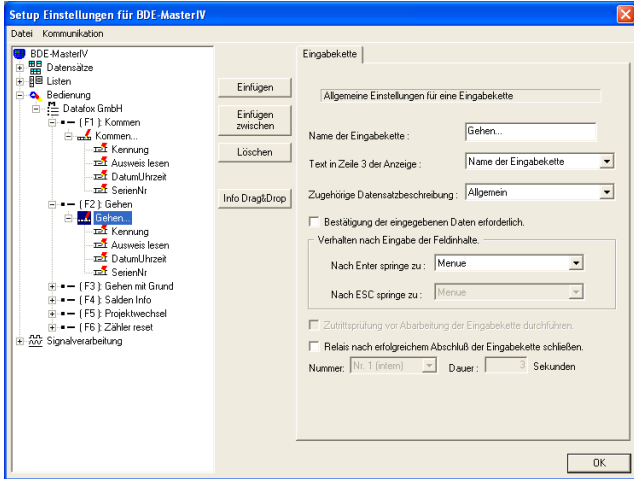 Setup Einstellungen für BDE-MasterIV
Datei Kommunikation
BDE-MasterIV
Datensätze
Listen
Bedienung
Datafox GmbH
( F1 ): Kommen
Kommen...
Kennung
Ausweis lesen
DatumUhrzeit
SerienNr
( F2 ): Gehen
Gehen...
Kennung
Ausweis lesen
DatumUhrzeit
SerienNr
( F3 ): Gehen mit Grund
( F4 ): Salden Info
( F5 ): Projektwechsel
( F6 ): Zähler reset
Signalverarbeitung
Einfügen
Einfügen
zwischen
Löschen
Info Drag&Drop
Eingabekette
Allgemeine Einstellungen für eine Eingabekette
Name der Eingabekette : Gehen...
Text in Zeile 3 der Anzeige : Name der Eingabekette
Zugehörige Datensatzbeschreibung : Allgemein
Bestätigung der eingegebenen Daten erforderlich.
Verhalten nach Eingabe der Feldinhalte.
Nach Enter springe zu : Menue
Nach ESC springe zu : Menue
Zutrittsprüfung vor Abarbeitung der Eingabekette durchführen.
Relais nach erfolgreichem Abschluß der Eingabekette schließen.
Nummer: Nr. 1 (intern) Dauer : 3 Sekunden
OK